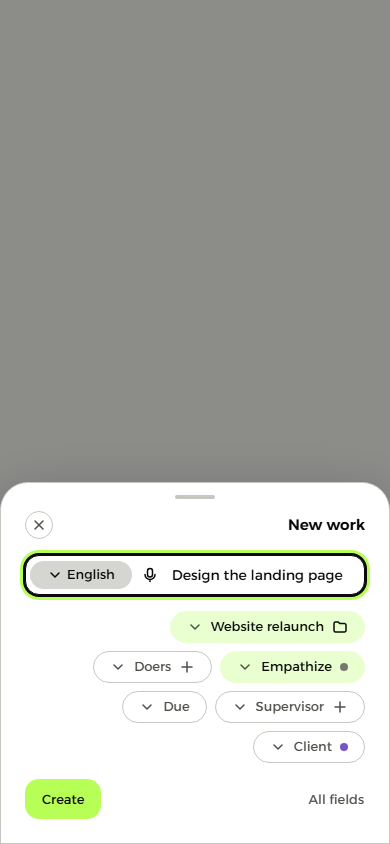 New work
English Design the landing page
Website relaunch
Empathize Doers
Supervisor Due
Client
All fields Create